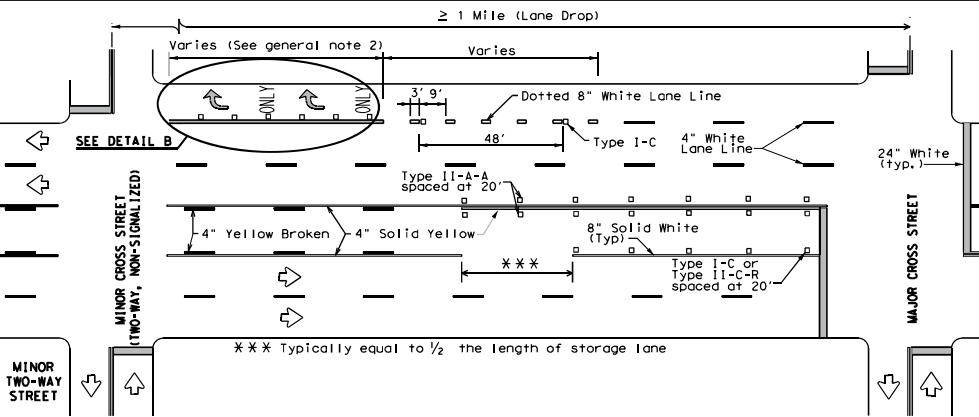 ≥ 1 Mile (Lane Drop)
Varies (See general note 2)
Varies
ONLY
ONLY
3' 9'
Dotted 8" White Lane Line
SEE DETAIL B
48'
Type I-C
4" White
Lane Line
24" White
(typ.)
Type II-A-A
spaced at 20'
4" Yellow Broken
4" Solid Yellow
8" Solid White
(Typ)
***
Type I-C or
Type II-C-R
spaced at 20'
MINOR CROSS STREET
(TWO-WAY, NON-SIGNALIZED)
MAJOR CROSS STREET
*** Typically equal to ½ the length of storage lane
MINOR
TWO-WAY
STREET